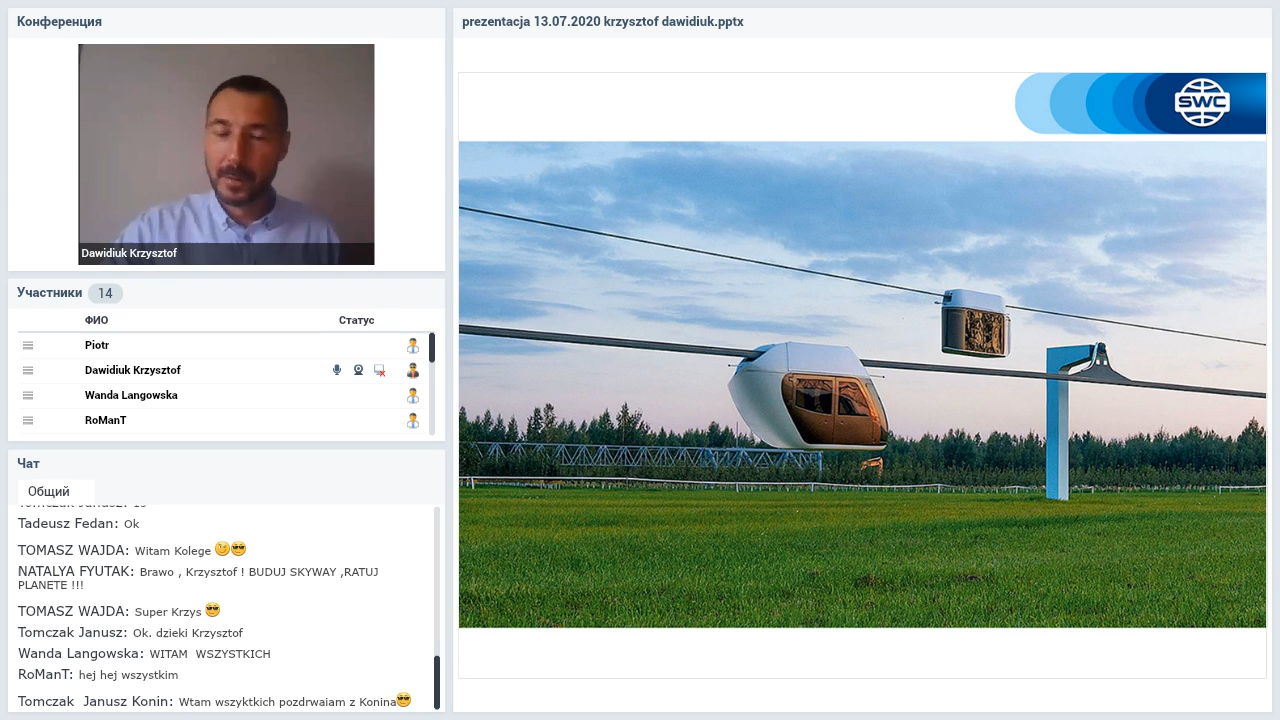 Конференция
Dawidiuk Krzysztof
Участники 14
ФИО Статус
Piotr
Dawidiuk Krzysztof
Wanda Langowska
RoManT
Чат
Общий
Tadeusz Fedan: Ok
TOMASZ WAJDA: Witam Kolege
NATALYA FYUTAK: Brawo , Krzysztof ! BUDUJ SKYWAY ,RATUJ
PLANETE !!!
TOMASZ WAJDA: Super Krzys
Tomczak Janusz: Ok. dzieki Krzysztof
Wanda Langowska: WITAM WSZYSTKICH
RoManT: hej hej wszystkim
Tomczak Janusz Konin: Wtam wszyktkich pozdrwaiam z Konina
prezentacja 13.07.2020 krzysztof dawidiuk.pptx
SWC